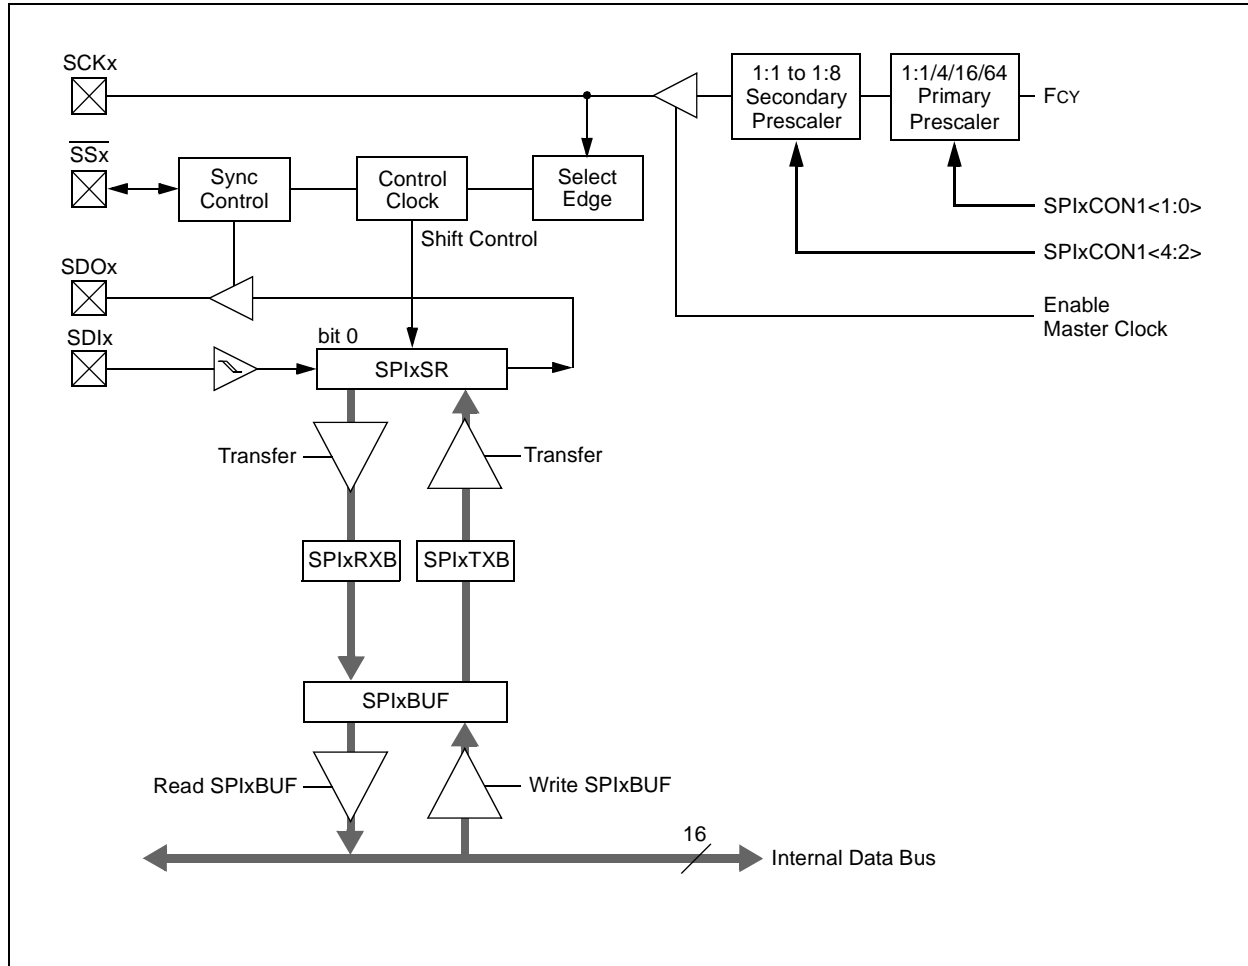 SCKx
1:1 to 1:8
Secondary
Prescaler
1:1/4/16/64
Primary
Prescaler
FCY
SSx
Sync
Control
Control
Clock
Select
Edge
SPIxCON1<1:0>
Shift Control
SPIxCON1<4:2>
SDOx
Enable
Master Clock
SDIx
bit 0
SPIxSR
Transfer
Transfer
SPIxRXB
SPIxTXB
SPIxBUF
Read SPIxBUF
Write SPIxBUF
16
Internal Data Bus